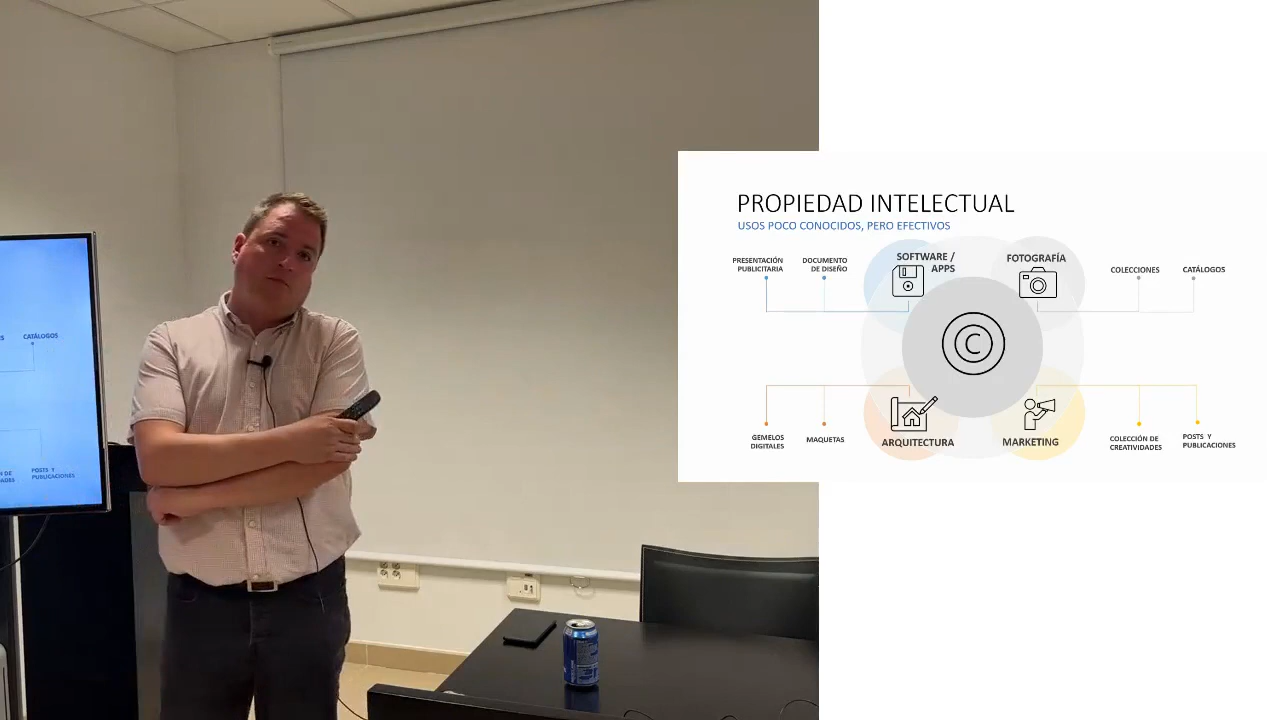 PROPIEDAD INTELECTUAL
USOS POCO CONOCIDOS, PERO EFECTIVOS
PRESENTACIÓN
PUBLICITARIA
DOCUMENTO
DE DISEÑO
SOFTWARE /
APPS
FOTOGRAFÍA
COLECCIONES
CATÁLOGOS
C
GEMELOS
DIGITALES
MAQUETAS
ARQUITECTURA
MARKETING
COLECCIÓN DE
CREATIVIDADES
POSTS Y
PUBLICACIONES
CATÁLOGOS
POSTS Y
PUBLICACIONES